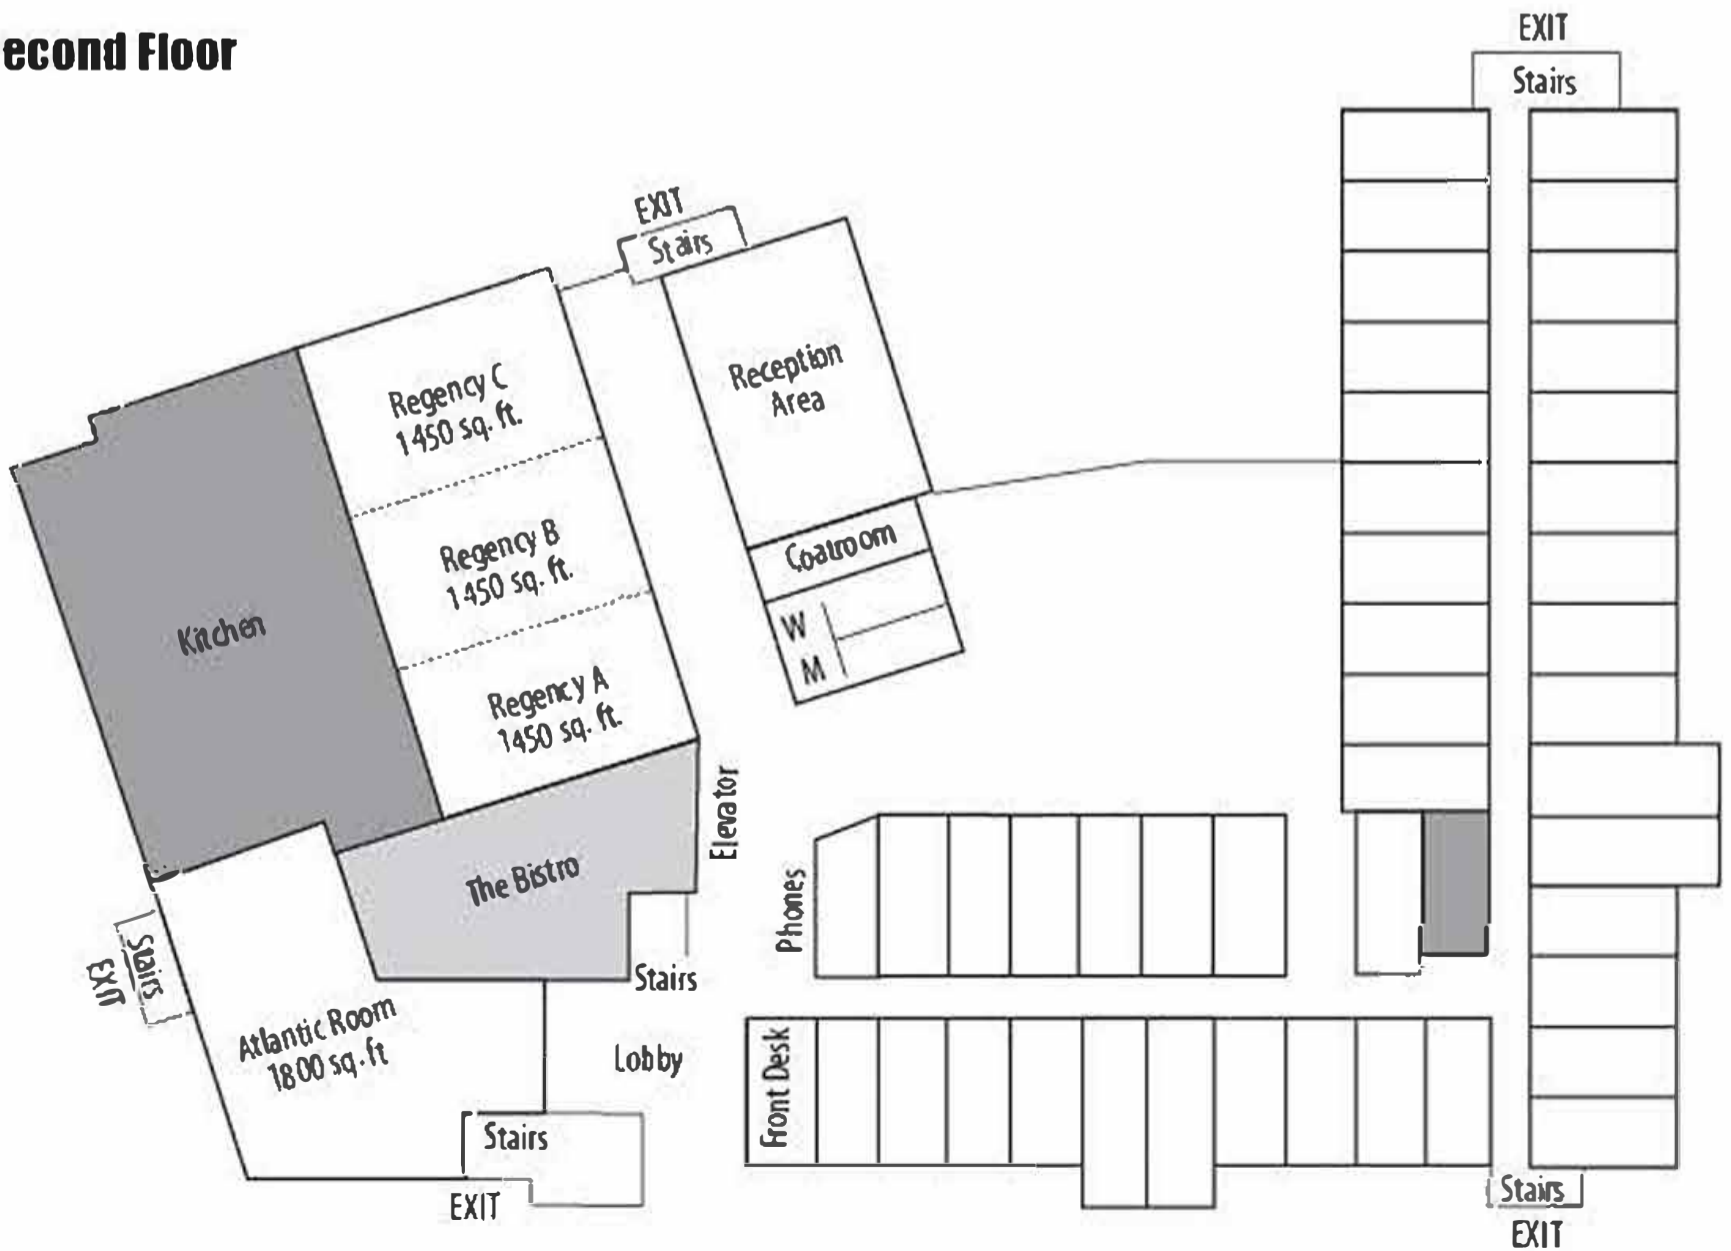 econd Floor
EXIT
Stairs
EXIT
Stairs
Regency C
1450 sq. ft.
Reception
Area
Regency B
1450 sq. ft.
Coatroom
Kitchen
W
M
Regency A
1450 sq. ft.
Elevator
The Bistro
Phones
Stairs
EXIT
Stairs
Atlantic Room
1800 sq. ft
Lobby
Front Desk
Stairs
EXIT
Stairs
EXIT